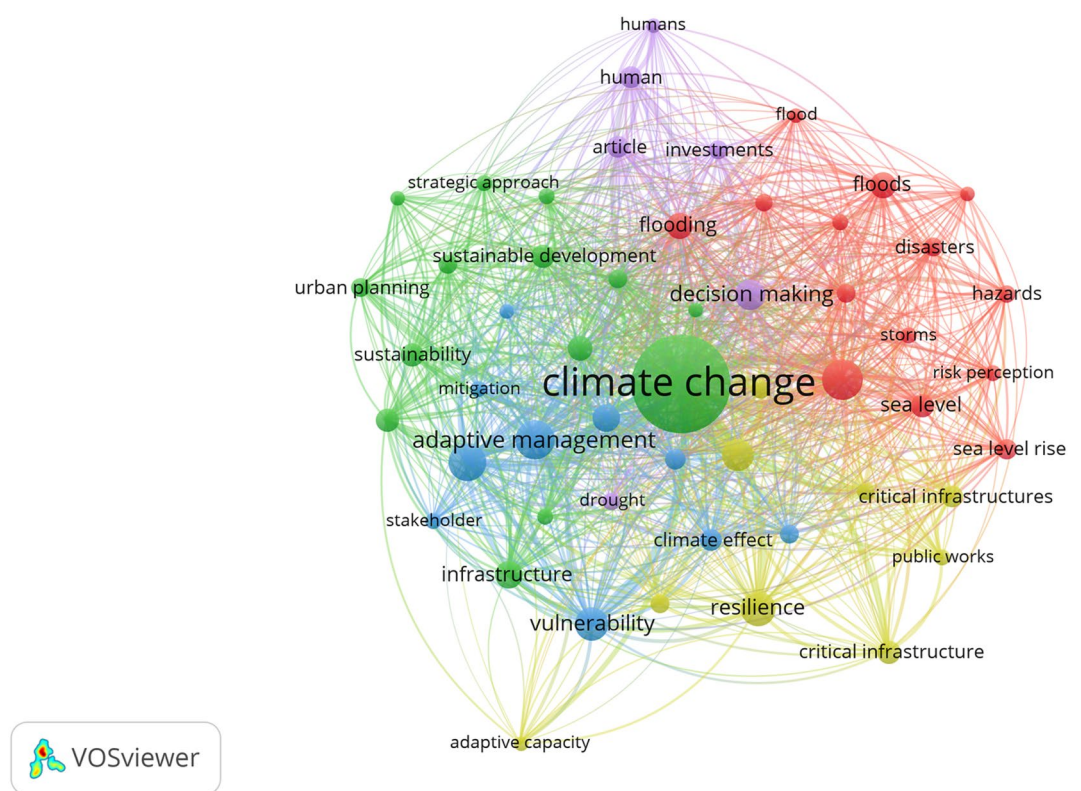 humans
human
flood
article
investments
strategic approach
floods
flooding
disasters
sustainable development
urban planning
decision making
hazards
storms
sustainability
risk perception
climate change
mitigation
sea level
adaptive management
sea level rise
critical infrastructures
drought
stakeholder
climate effect
public works
infrastructure
resilience
vulnerability
critical infrastructure
adaptive capacity
VOSviewer